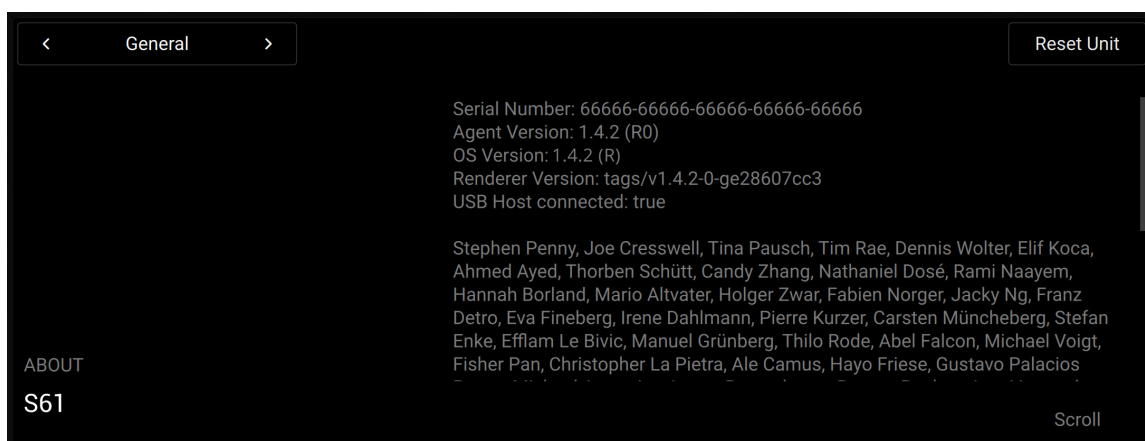 < General >
Reset Unit
Serial Number: 66666-66666-66666-66666-66666
Agent Version: 1.4.2 (R0)
OS Version: 1.4.2 (R)
Renderer Version: tags/v1.4.2-0-ge28607cc3
USB Host connected: true
Stephen Penny, Joe Cresswell, Tina Pausch, Tim Rae, Dennis Wolter, Elif Koca,
Ahmed Ayed, Thorben Schütt, Candy Zhang, Nathaniel Dosé, Rami Naayem,
Hannah Borland, Mario Altvater, Holger Zwar, Fabien Norger, Jacky Ng, Franz
Detro, Eva Fineberg, Irene Dahlmann, Pierre Kurzer, Carsten Müncheberg, Stefan
Enke, Efflam Le Bivic, Manuel Grünberg, Thilo Rode, Abel Falcon, Michael Voigt,
Fisher Pan, Christopher La Pietra, Ale Camus, Hayo Friese, Gustavo Palacios
ABOUT
S61
Scroll